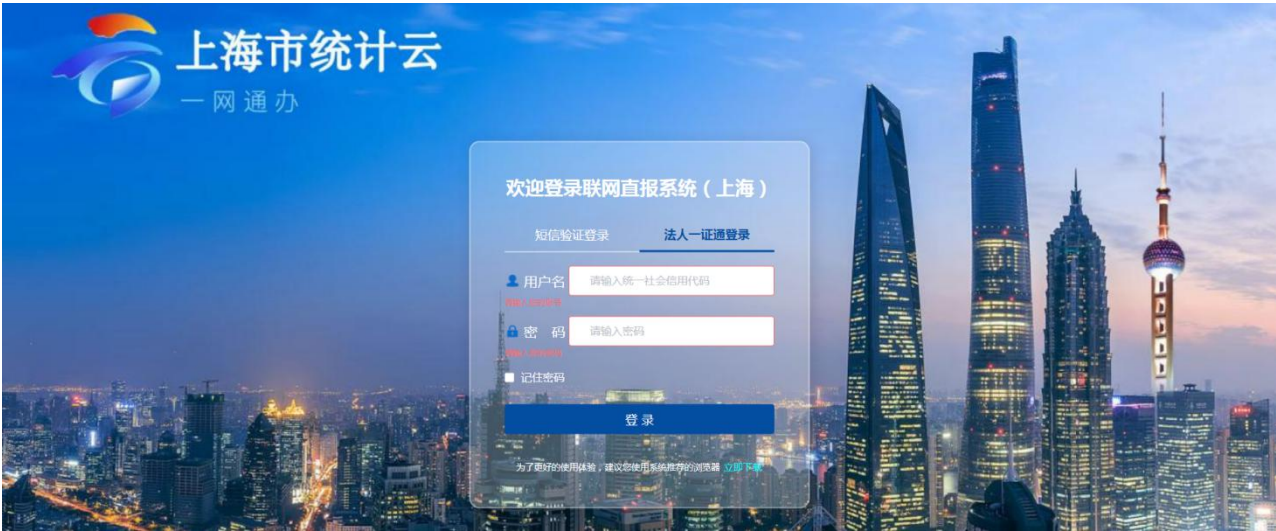 上海市统计云
一网通办
欢迎登录联网直报系统（上海）
短信验证登录 法人一证通登录
用户名 请输入统一社会信用代码
密 码 请输入密码
记住密码
登 录
为了更好的使用体验，建议您使用系统推荐的浏览器 立即下载